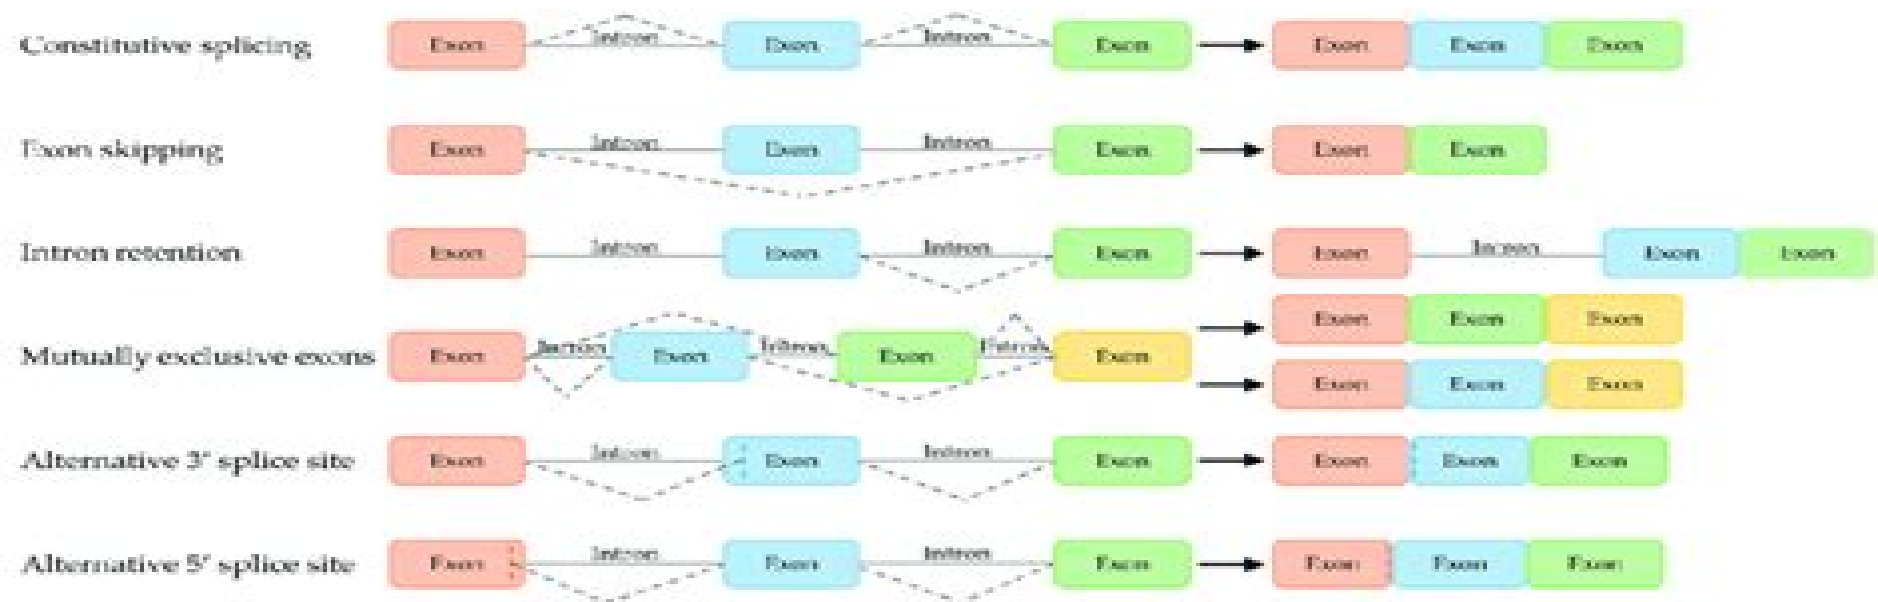 Constitutive splicing Exon Intron Exon Intron Exon Exon Exon Exon
Exon skipping Exon Intron Exon Intron Exon Exon Exon
Intron retention Exon Intron Exon Intron Exon Exon Intron Exon Exon
Exon Exon Exon
Mutually exclusive exons Exon Intron Exon Intron Exon Intron Exon
Exon Exon Exon
Alternative 3' splice site Exon Intron Exon Intron Exon Exon Exon Exon
Alternative 5' splice site Exon Intron Exon Intron Exon Exon Exon Exon